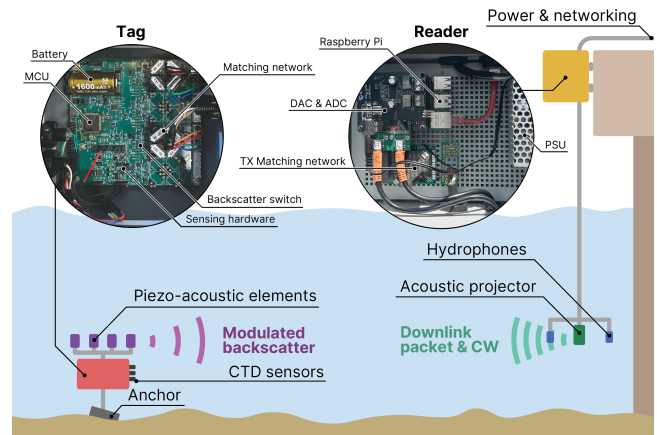 Tag
Reader
Power & networking
Battery
MCU
1600mAh
Matching network
Backscatter switch
Sensing hardware
Raspberry Pi
DAC & ADC
TX Matching network
PSU
Hydrophones
Acoustic projector
Piezo-acoustic elements
Modulated
backscatter
Downlink
packet & CW
CTD sensors
Anchor